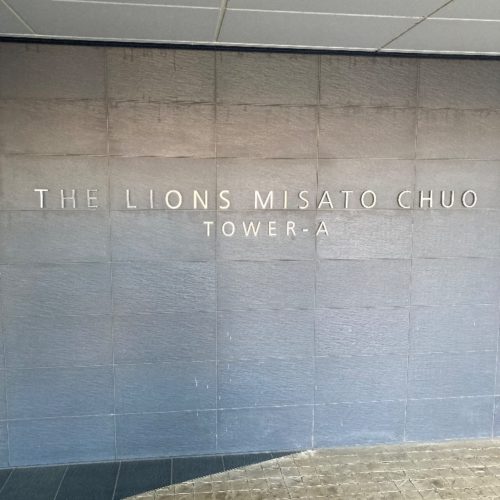 THE LIONS MISATO CHUO
TOWER-A